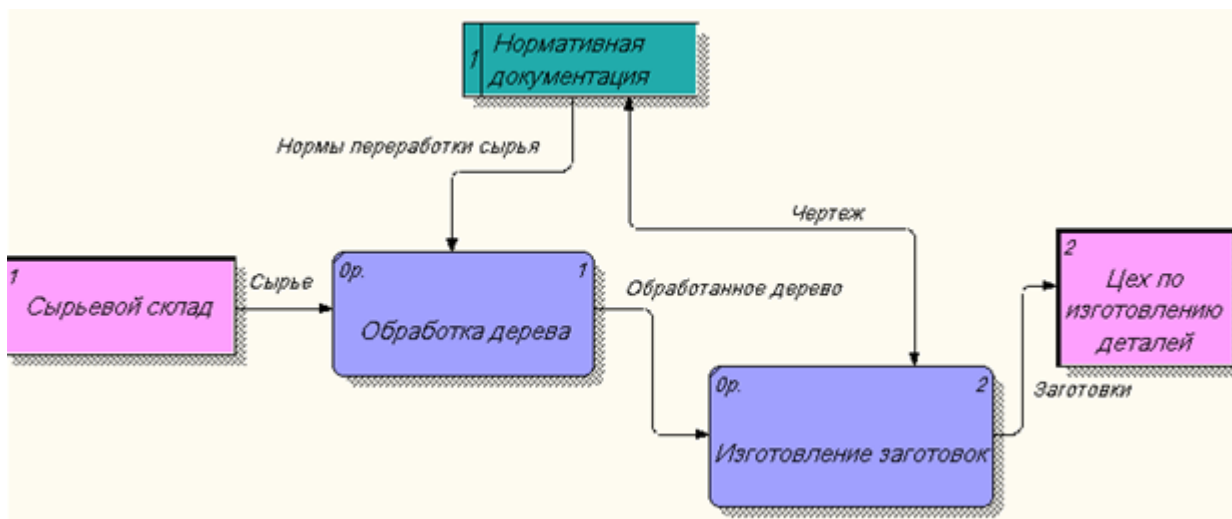 1
Нормативная
документация
Нормы переработки сырья
Чертеж
1
Сырьевой склад
Сырье
0р.
1
Обработка дерева
Обработанное дерево
0р.
2
Изготовление заготовок
2
Цех по
изготовлению
деталей
Заготовки